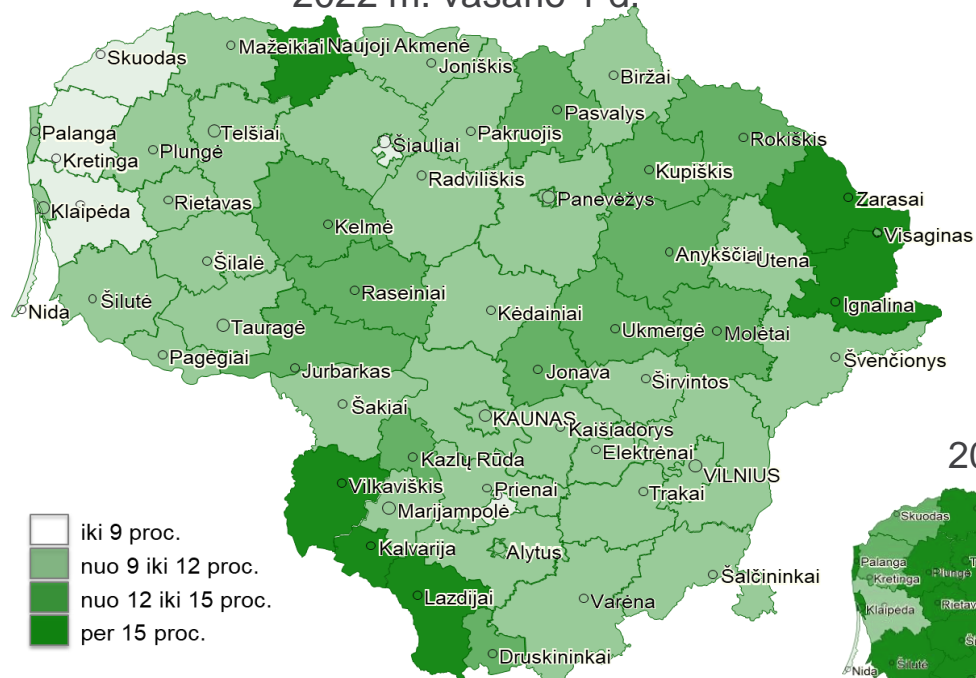 2022 m. vasario 1 d.
Skuodas
Mažeikiai
Naujoji Akmenė
Joniškis
Biržai
Pasvalys
Palanga
Telšiai
Šiauliai
Pakruojis
Rokiškis
Kretinga
Plungė
Radviliškis
Kupiškis
Klaipėda
Rietavas
Panevėžys
Zarasai
Kelmė
Visaginas
Anykščiai
Utena
Šilalė
Raseiniai
Nida
Šilutė
Kėdainiai
Ignalina
Tauragė
Ukmergė
Molėtai
Pagėgiai
Jurbarkas
Jonava
Švenčionys
Širvintos
Šakiai
KAUNAS
Kaišiadorys
Elektrėnai
Kazlų Rūda
VILNIUS
20
Vilkaviškis
Prienai
Trakai
Marijampolė
Skuodas
iki 9 proc.
Kalvarija
Alytus
nuo 9 iki 12 proc.
Palanga
Plungė
T
Kretinga
Šalčininkai
nuo 12 iki 15 proc.
Lazdijai
Varėna
Klaipėda
Rietav
per 15 proc.
Druskininkai
Ši
Šilutė
Nida